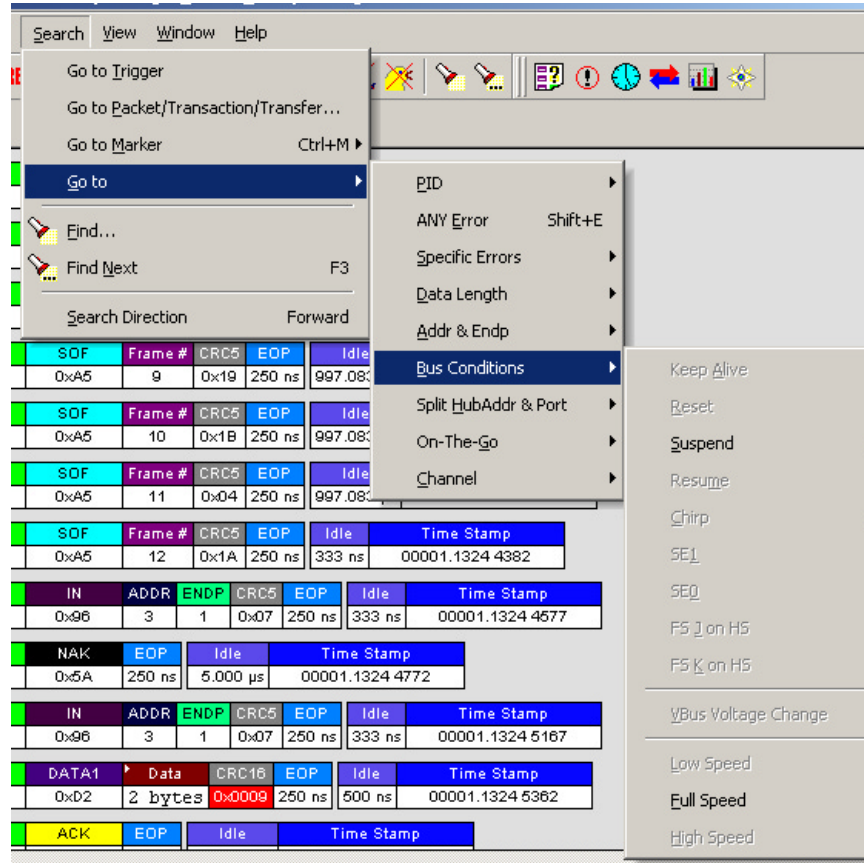 Search View Window Help
Go to Trigger
Go to Packet/Transaction/Transfer...
Go to Marker Ctrl+M
Go to
Find...
Find Next F3
Search Direction Forward
PID
ANY Error Shift+E
Specific Errors
Data Length
Addr & Endp
Bus Conditions
Split HubAddr & Port
On-The-Go
Channel
Keep Alive
Reset
Suspend
Resume
Chirp
SE1
SE0
FS J on HS
FS K on HS
VBus Voltage Change
Low Speed
Full Speed
High Speed
SOF Frame # CRC5 EOP Idle
0xA5 9 0x19 250 ns
SOF Frame # CRC5 EOP Idle
0xA5 10 0x1B 250 ns
SOF Frame # CRC5 EOP Idle
0xA5 11 0x04 250 ns
SOF Frame # CRC5 EOP Idle Time Stamp
0xA5 12 0x1A 250 ns 333 ns 00001.1324 4382
IN ADDR ENDP CRC5 EOP Idle Time Stamp
0x96 3 1 0x07 250 ns 333 ns 00001.1324 4577
NAK EOP Idle Time Stamp
0x5A 250 ns 5.000 µs 00001.1324 4772
IN ADDR ENDP CRC5 EOP Idle Time Stamp
0x96 3 1 0x07 250 ns 333 ns 00001.1324 5167
DATA1 Data CRC16 EOP Idle Time Stamp
0xD2 2 bytes 0x0009 250 ns 500 ns 00001.1324 5362
ACK EOP Idle Time Stamp